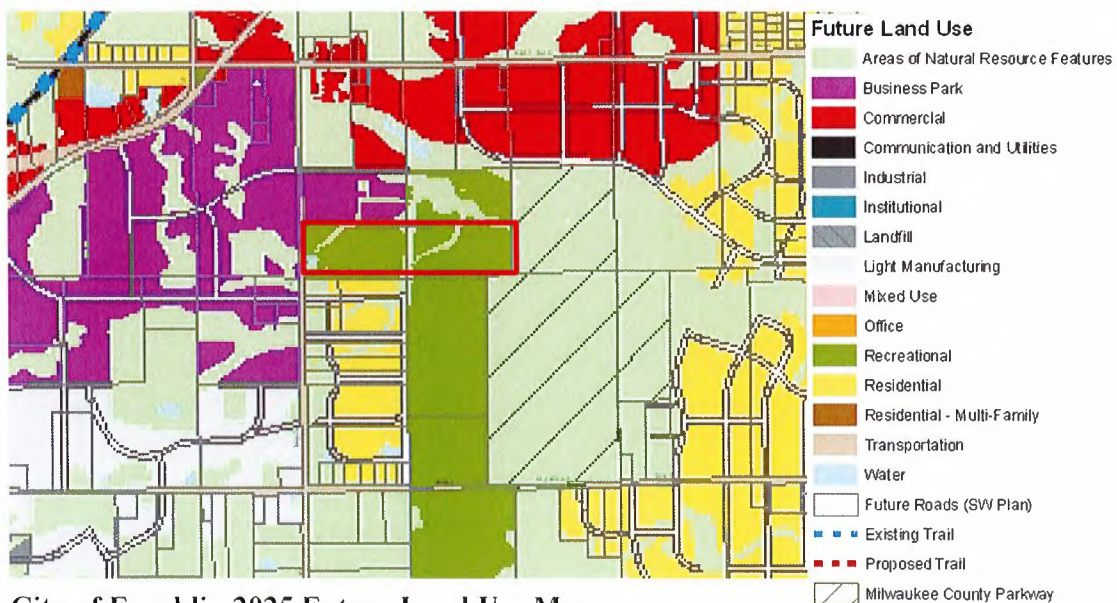 Future Land Use
Areas of Natural Resource Features
Business Park
Commercial
Communication and Utilities
Industrial
Institutional
Landfill
Light Manufacturing
Mixed Use
Office
Recreational
Residential
Residential - Multi-Family
Transportation
Water
Future Roads (SW Plan)
Existing Trail
Proposed Trail
Milwaukee County Parkway